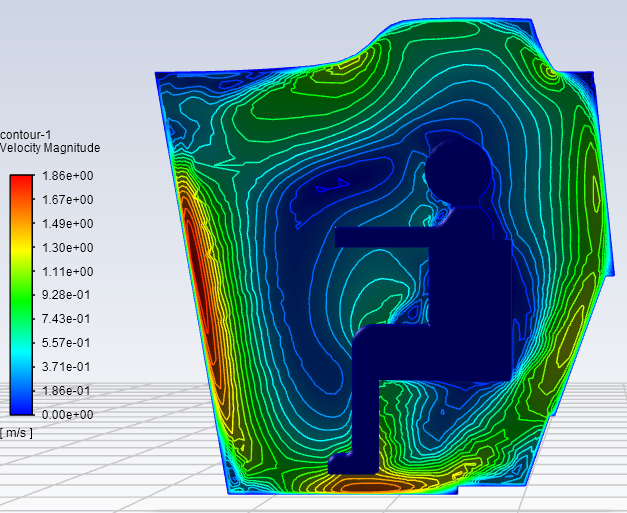 contour-1
Velocity Magnitude
1.86e+00
1.67e+00
1.49e+00
1.30e+00
1.11e+00
9.28e-01
7.43e-01
5.57e-01
3.71e-01
1.86e-01
0.00e+00
[ m/s ]